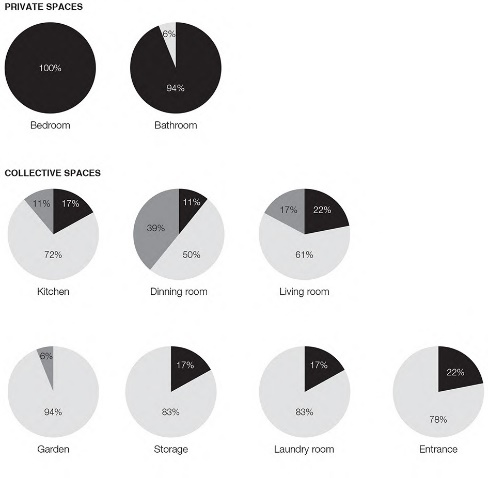 PRIVATE SPACES
100%
6%
94%
Bedroom
Bathroom
COLLECTIVE SPACES
11%
17%
72%
11%
39%
50%
17%
22%
61%
Kitchen
Dinning room
Living room
6%
94%
17%
83%
17%
83%
22%
78%
Garden
Storage
Laundry room
Entrance